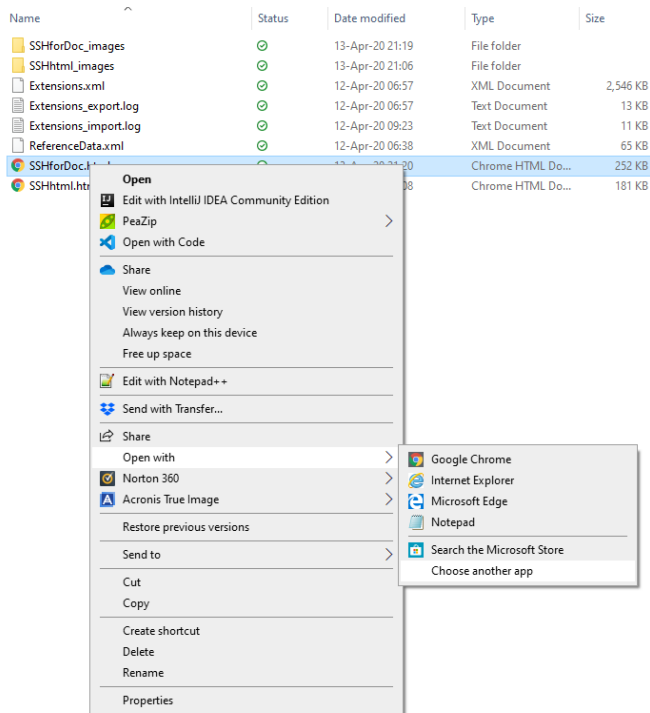 Name Status Date modified Type Size
SSHforDoc_images 13-Apr-20 21:19 File folder
SSHhtml_images 13-Apr-20 21:06 File folder
Extensions.xml 12-Apr-20 06:57 XML Document 2,546 KB
Extensions_export.log 12-Apr-20 06:57 Text Document 13 KB
Extensions_import.log 12-Apr-20 09:23 Text Document 11 KB
ReferenceData.xml 12-Apr-20 06:38 XML Document 65 KB
SSHforDoc.html 21:20 Chrome HTML Do... 252 KB
SSHhtml.htm 08 Chrome HTML Do... 181 KB
Open
Edit with IntelliJ IDEA Community Edition
PeaZip
Open with Code
Share
View online
View version history
Always keep on this device
Free up space
Edit with Notepad++
Send with Transfer...
Share
Open with
Norton 360
Acronis True Image
Restore previous versions
Send to
Cut
Copy
Create shortcut
Delete
Rename
Properties
Google Chrome
Internet Explorer
Microsoft Edge
Notepad
Search the Microsoft Store
Choose another app